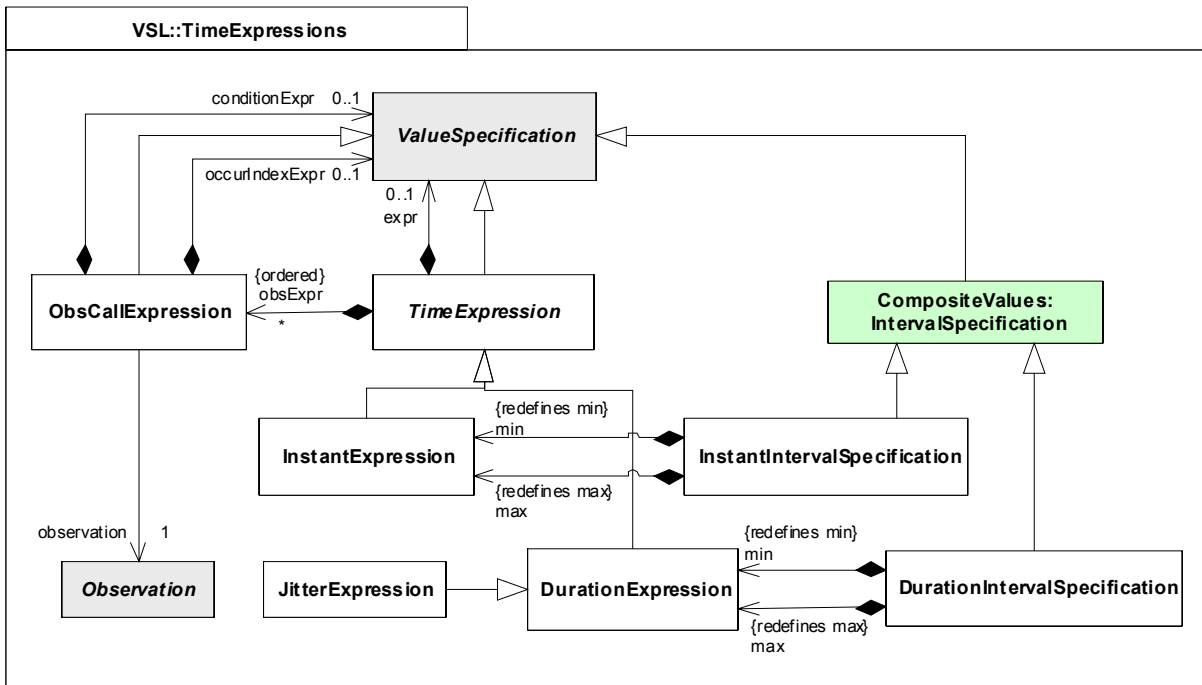 VSL::TimeExpressions
conditionExpr 0..1
ValueSpecification
occurIndexExpr 0..1
0..1
expr
{ordered}
obsExpr
*
ObsCallExpression
TimeExpression
CompositeValues:
IntervalSpecification
{redefines min}
min
InstantExpression
InstantIntervalSpecification
{redefines max}
max
observation 1
{redefines min}
min
Observation
JitterExpression
DurationExpression
DurationIntervalSpecification
{redefines max}
max